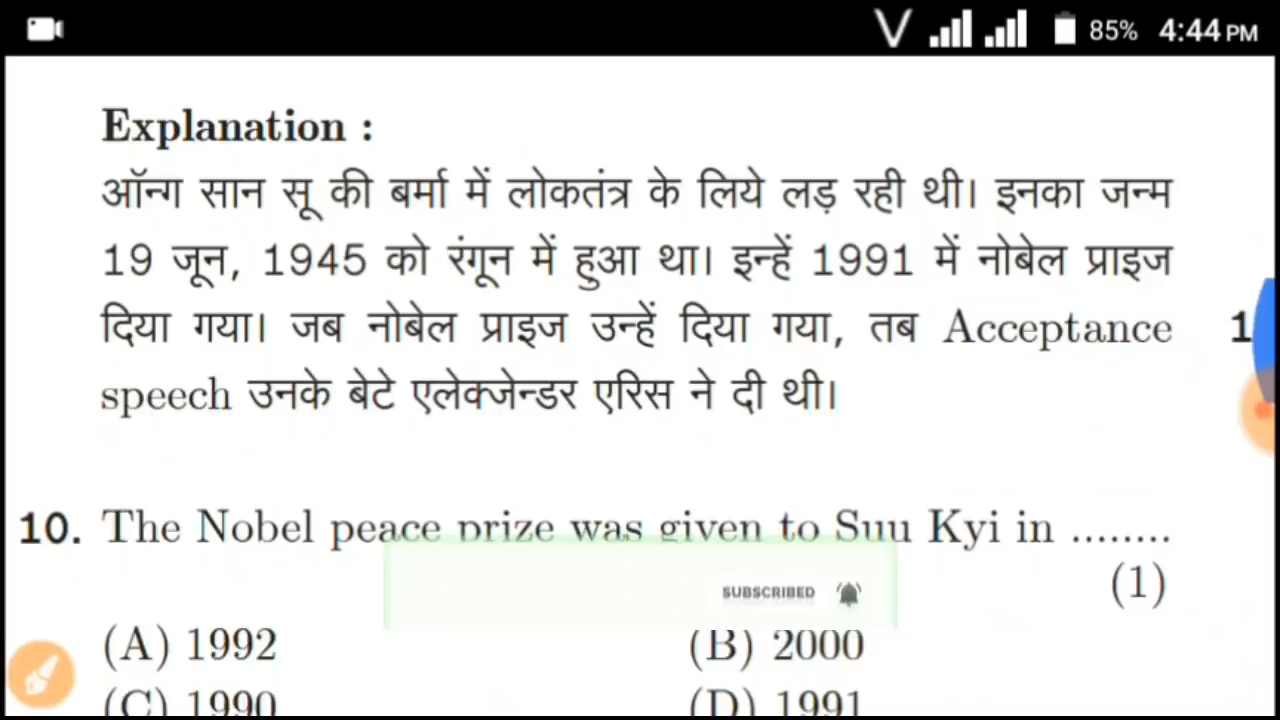 85% 4:44 PM
Explanation :
ऑन्ग सान सू की बर्मा में लोकतंत्र के लिये लड़ रही थी। इनका जन्म
19 जून, 1945 को रंगून में हुआ था। इन्हें 1991 में नोबेल प्राइज
दिया गया। जब नोबेल प्राइज उन्हें दिया गया, तब Acceptance
speech उनके बेटे एलेक्जेन्डर एरिस ने दी थी।
1
10. The Nobel peace prize was given to Suu Kyi in ........
(1)
SUBSCRIBED
(A) 1992 (B) 2000
(C) 1990 (D) 1991